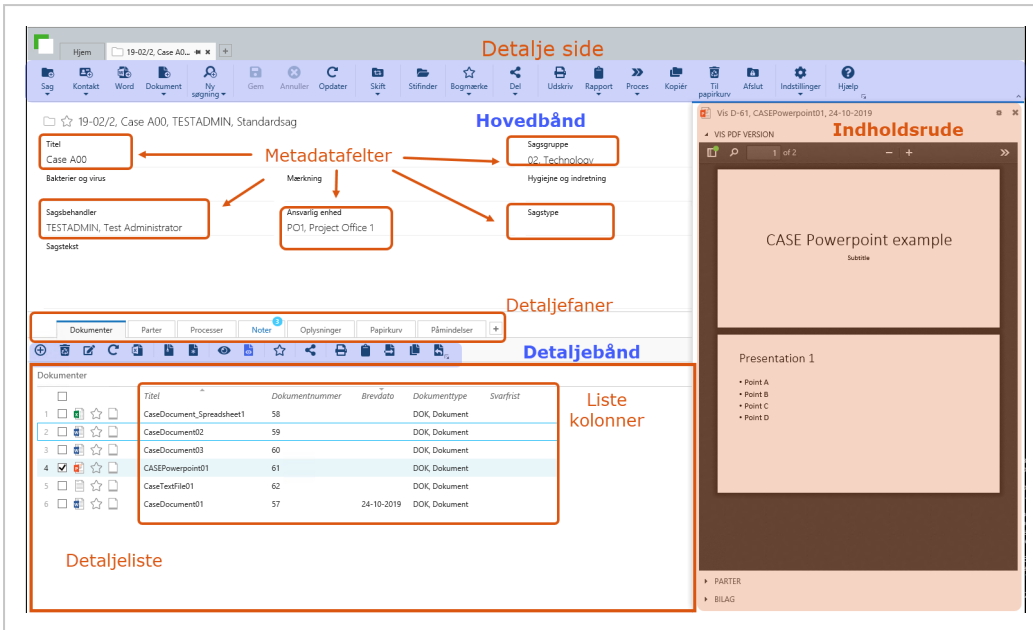 Detalje side
Hjem 19-02/2, Case A0...
Sag Kontakt Word Dokument Ny søgning Gem Annuller Opdater Skift Stifinder Bogmærke Del Udskriv Rapport Proces Kopiér Til papirkurv Afslut Indstillinger Hjælp
19-02/2, Case A00, TESTADMIN, Standardsag
Hovedbånd
Titel
Case A00
Metadatafelter
Sagsgruppe
02, Technology
Bakterier og virus Mærkning Hygiejne og indretning
Sagsbehandler Ansvarlig enhed Sagstype
TESTADMIN, Test Administrator PO1, Project Office 1
Sagstekst
Detaljefaner
Dokumenter Parter Processer Noter 3 Oplysninger Papirkurv Påmindelser
Detaljebånd
Dokumenter
Titel Dokumentnummer Brevdato Dokumenttype Svarfrist
Liste
kolonner
1 CaseDocument_Spreadsheet1 58 DOK, Dokument
2 CaseDocument02 59 DOK, Dokument
3 CaseDocument03 60 DOK, Dokument
4 CASEPowerpoint01 61 DOK, Dokument
5 CaseTextFile01 62 DOK, Dokument
6 CaseDocument01 57 24-10-2019 DOK, Dokument
Detaljeliste
Vis D-61, CASEPowerpoint01, 24-10-2019
Indholdsrude
VIS PDF VERSION
1 of 2
CASE Powerpoint example
Subtitle
Presentation 1
• Point A
• Point B
• Point C
• Point D
PARTER
BILAG